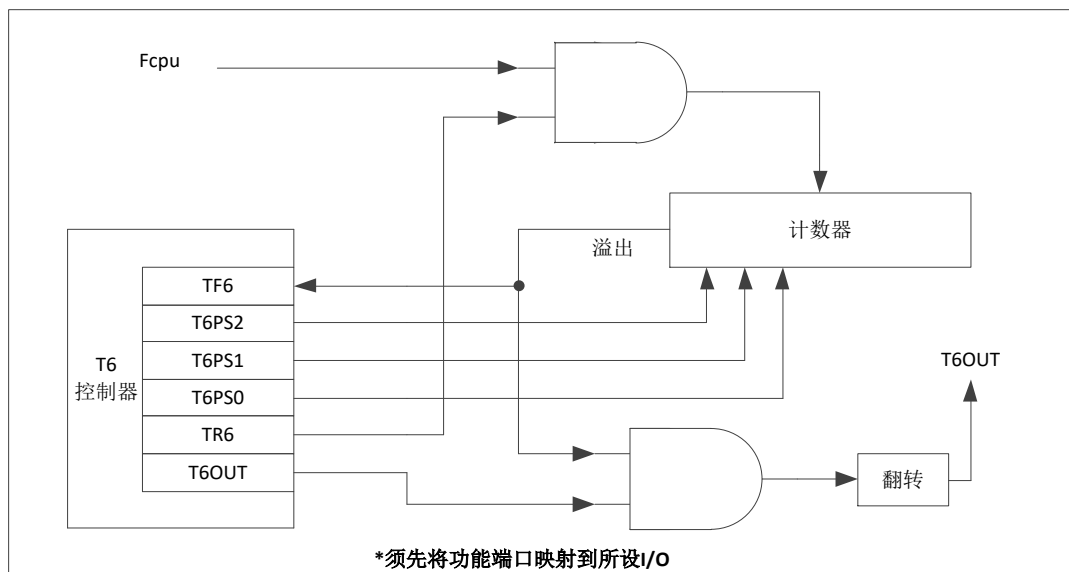 Fcpu
计数器
溢出
TF6
T6PS2
T6PS1
T6PS0
TR6
T6OUT
T6
控制器
T6OUT
翻转
*须先将功能端口映射到所设I/O